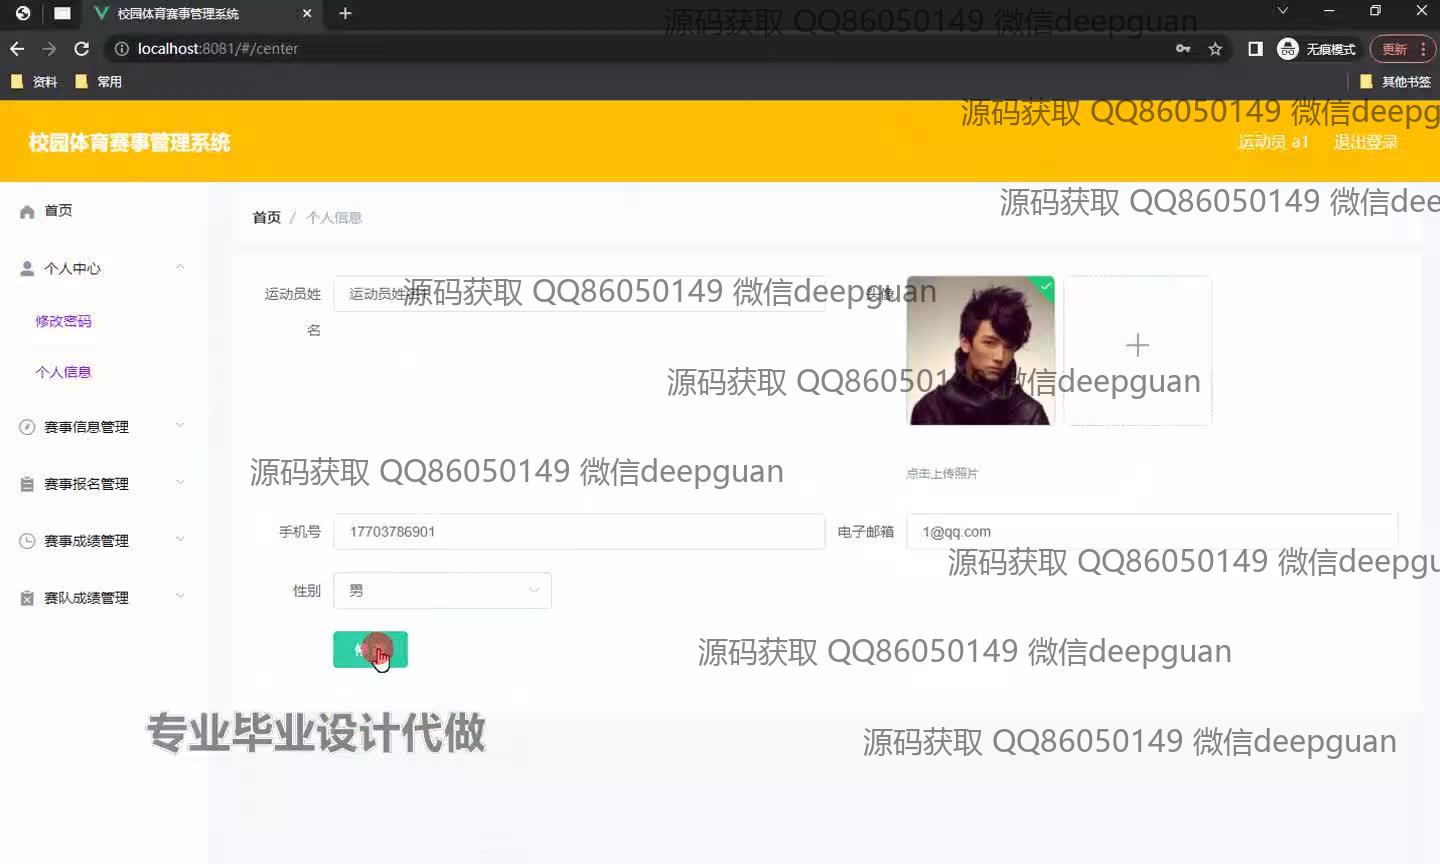 校园体育赛事管理系统
源码获取 QQ86050149 微信deepguan
localhost:8081/#/center
无痕模式
更新
资料
常用
其他书签
源码获取 QQ86050149 微信deepg
校园体育赛事管理系统
运动员 a1
退出登录
源码获取 QQ86050149 微信dee
首页
首页 / 个人信息
个人中心
运动员姓名
运动员姓名
源码获取 QQ86050149 微信deepguan
头像
修改密码
个人信息
源码获取 QQ86050149 微信deepguan
赛事信息管理
源码获取 QQ86050149 微信deepguan
点击上传照片
赛事报名管理
手机号
17703786901
电子邮箱
1@qq.com
赛事成绩管理
源码获取 QQ86050149 微信deepgu
性别
男
赛队成绩管理
源码获取 QQ86050149 微信deepguan
专业毕业设计代做
源码获取 QQ86050149 微信deepguan